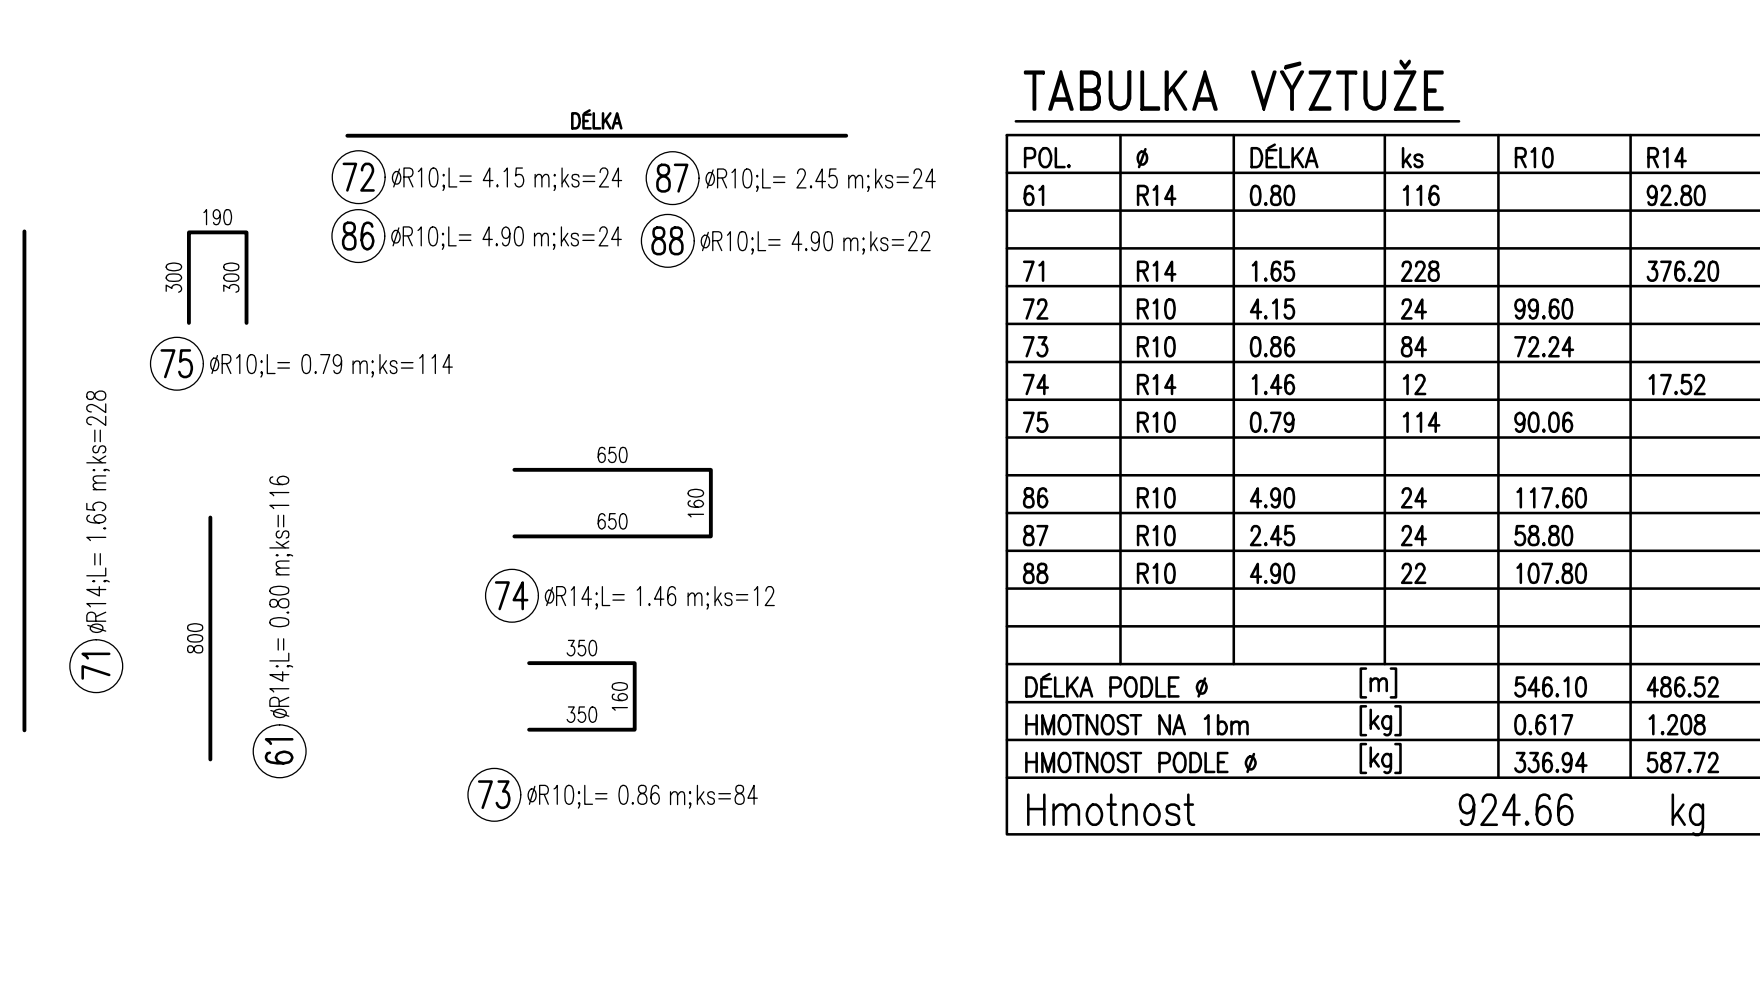 DÉLKA
72 øR10;L= 4.15 m;ks=24
87 øR10;L= 2.45 m;ks=24
86 øR10;L= 4.90 m;ks=24
88 øR10;L= 4.90 m;ks=22
190
300
300
75 øR10;L= 0.79 m;ks=114
71 øR14;L= 1.65 m;ks=228
800
61 øR14;L= 0.80 m;ks=116
650
160
650
74 øR14;L= 1.46 m;ks=12
350
160
350
73 øR10;L= 0.86 m;ks=84
TABULKA VÝZTUŽE
POL. ø DÉLKA ks R10 R14
61 R14 0.80 116 92.80
71 R14 1.65 228 376.20
72 R10 4.15 24 99.60
73 R10 0.86 84 72.24
74 R14 1.46 12 17.52
75 R10 0.79 114 90.06
86 R10 4.90 24 117.60
87 R10 2.45 24 58.80
88 R10 4.90 22 107.80
DÉLKA PODLE ø [m] 546.10 486.52
HMOTNOST NA 1bm [kg] 0.617 1.208
HMOTNOST PODLE ø [kg] 336.94 587.72
Hmotnost 924.66 kg